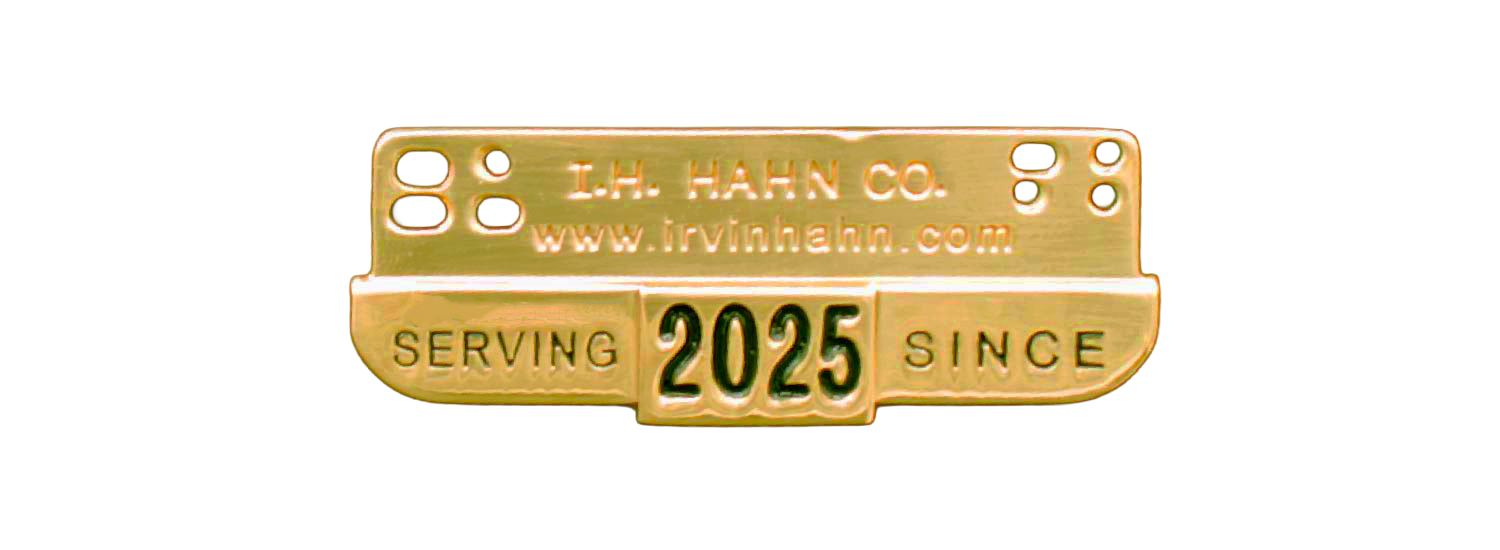 I.H. HAHN CO.
www.irvinhahn.com
SERVING 2025 SINCE